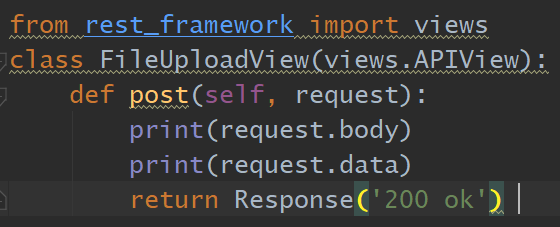 from rest_framework import views
class FileUploadView(views.APIView):
    def post(self, request):
        print(request.body)
        print(request.data)
        return Response('200 ok')